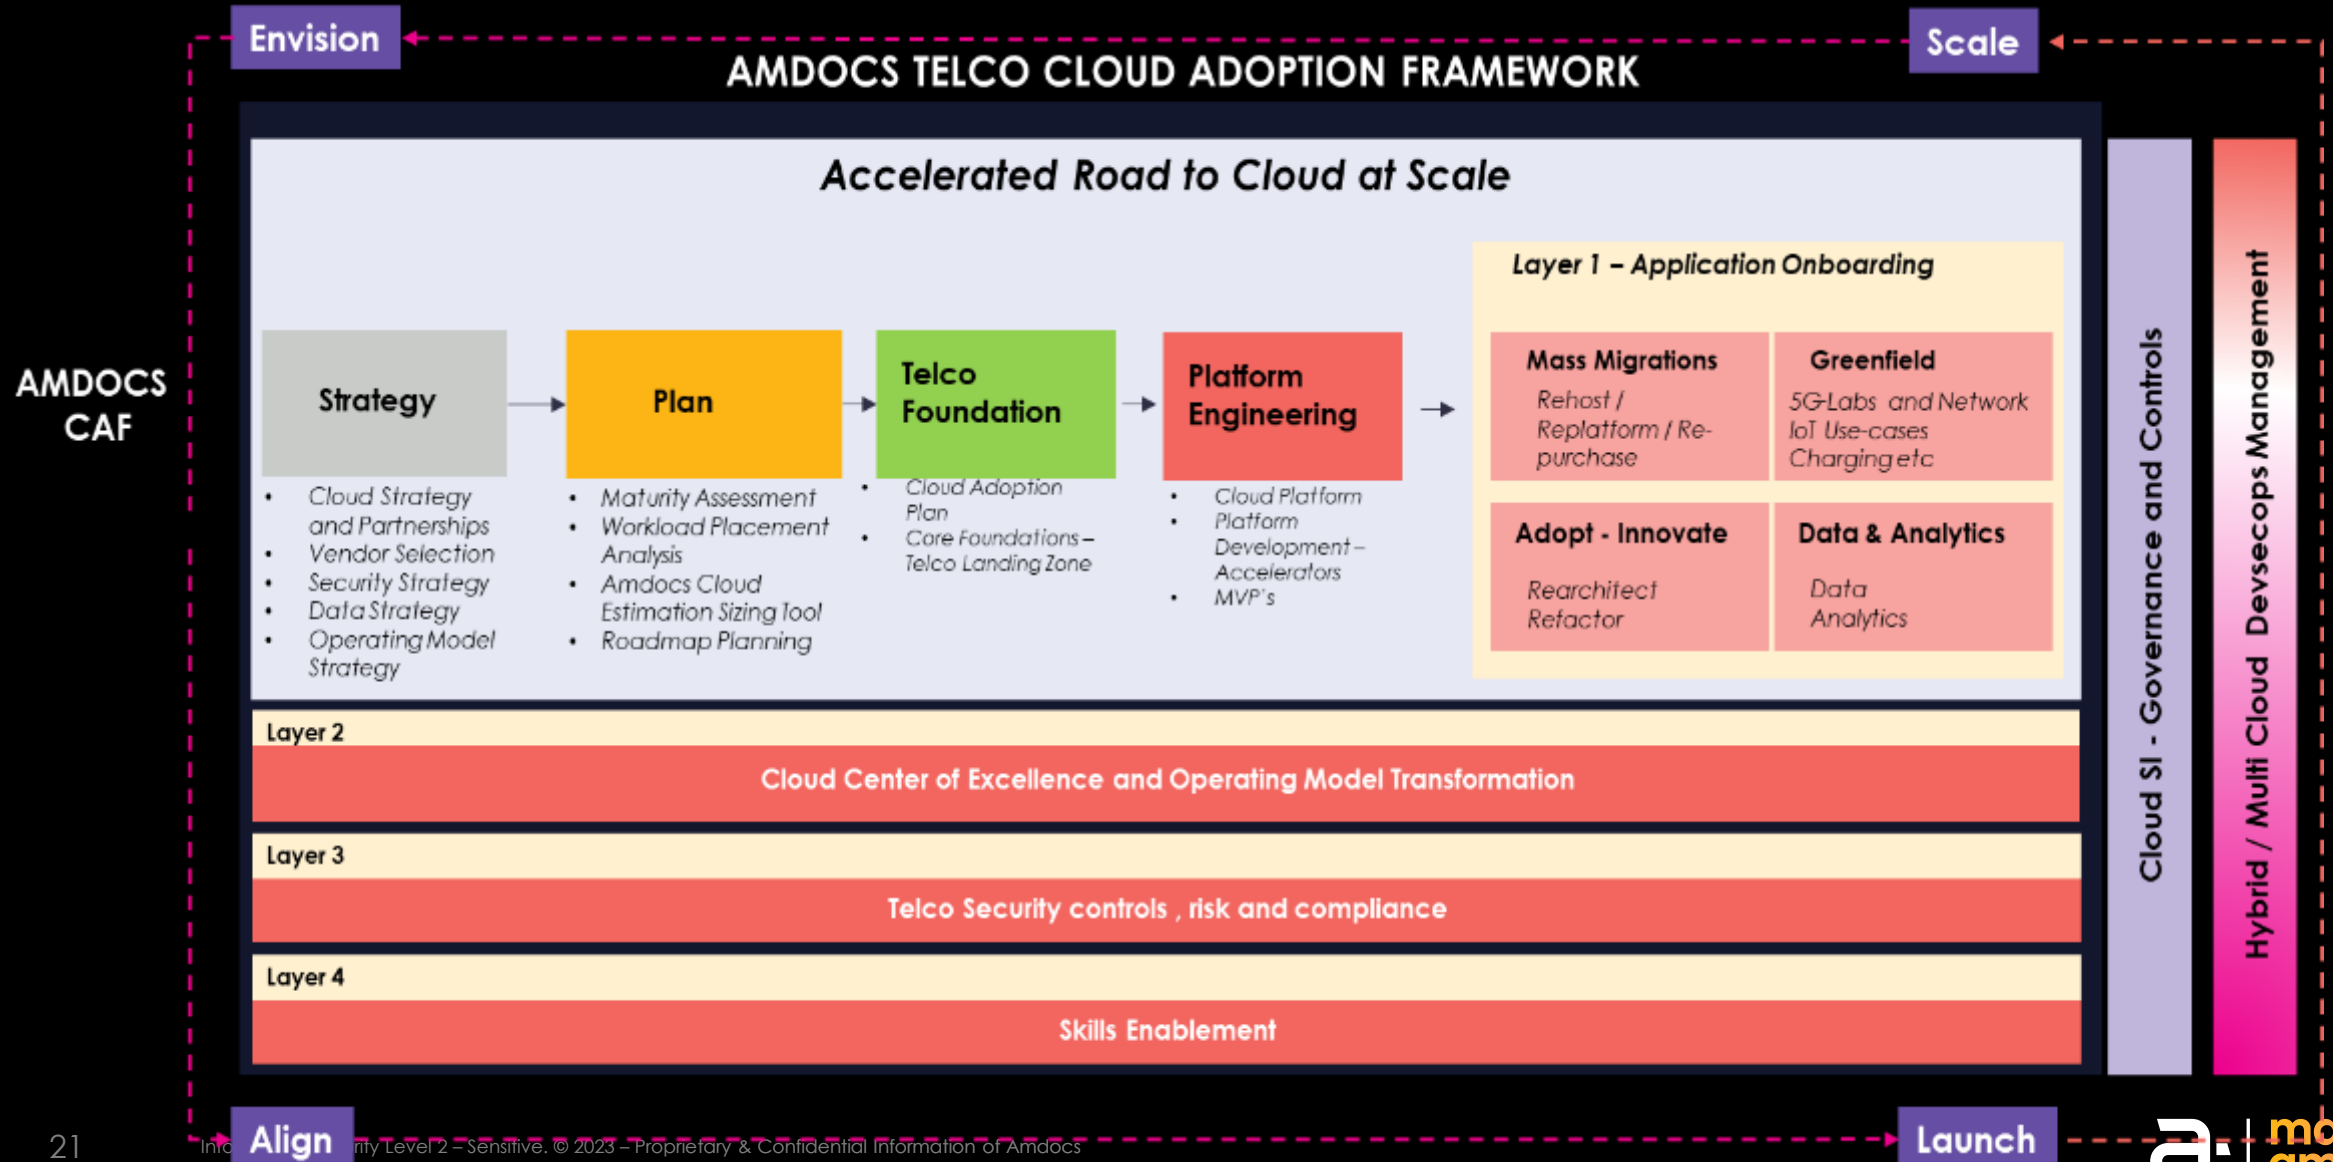 Envision
Scale
AMDOCS TELCO CLOUD ADOPTION FRAMEWORK
AMDOCS
CAF
Accelerated Road to Cloud at Scale
Strategy
• Cloud Strategy
and Partnerships
• Vendor Selection
• Security Strategy
• Data Strategy
• Operating Model
Strategy
Plan
• Maturity Assessment
• Workload Placement
Analysis
• Amdocs Cloud
Estimation Sizing Tool
• Roadmap Planning
Telco
Foundation
• Cloud Adoption
Plan
• Core Foundations –
Telco Landing Zone
Platform
Engineering
• Cloud Platform
• Platform
Development –
Accelerators
• MVP's
Layer 1 – Application Onboarding
Mass Migrations
Rehost /
Replatform / Re-
purchase
Greenfield
5G-Labs and Network
IoT Use-cases
Charging etc
Adopt - Innovate
Rearchitect
Refactor
Data & Analytics
Data
Analytics
Layer 2
Cloud Center of Excellence and Operating Model Transformation
Layer 3
Telco Security controls , risk and compliance
Layer 4
Skills Enablement
Cloud SI - Governance and Controls
Hybrid / Multi Cloud Devsecops Management
Align
Launch
21
Level 2 – Sensitive. © 2023 – Proprietary & Confidential Information of Amdocs